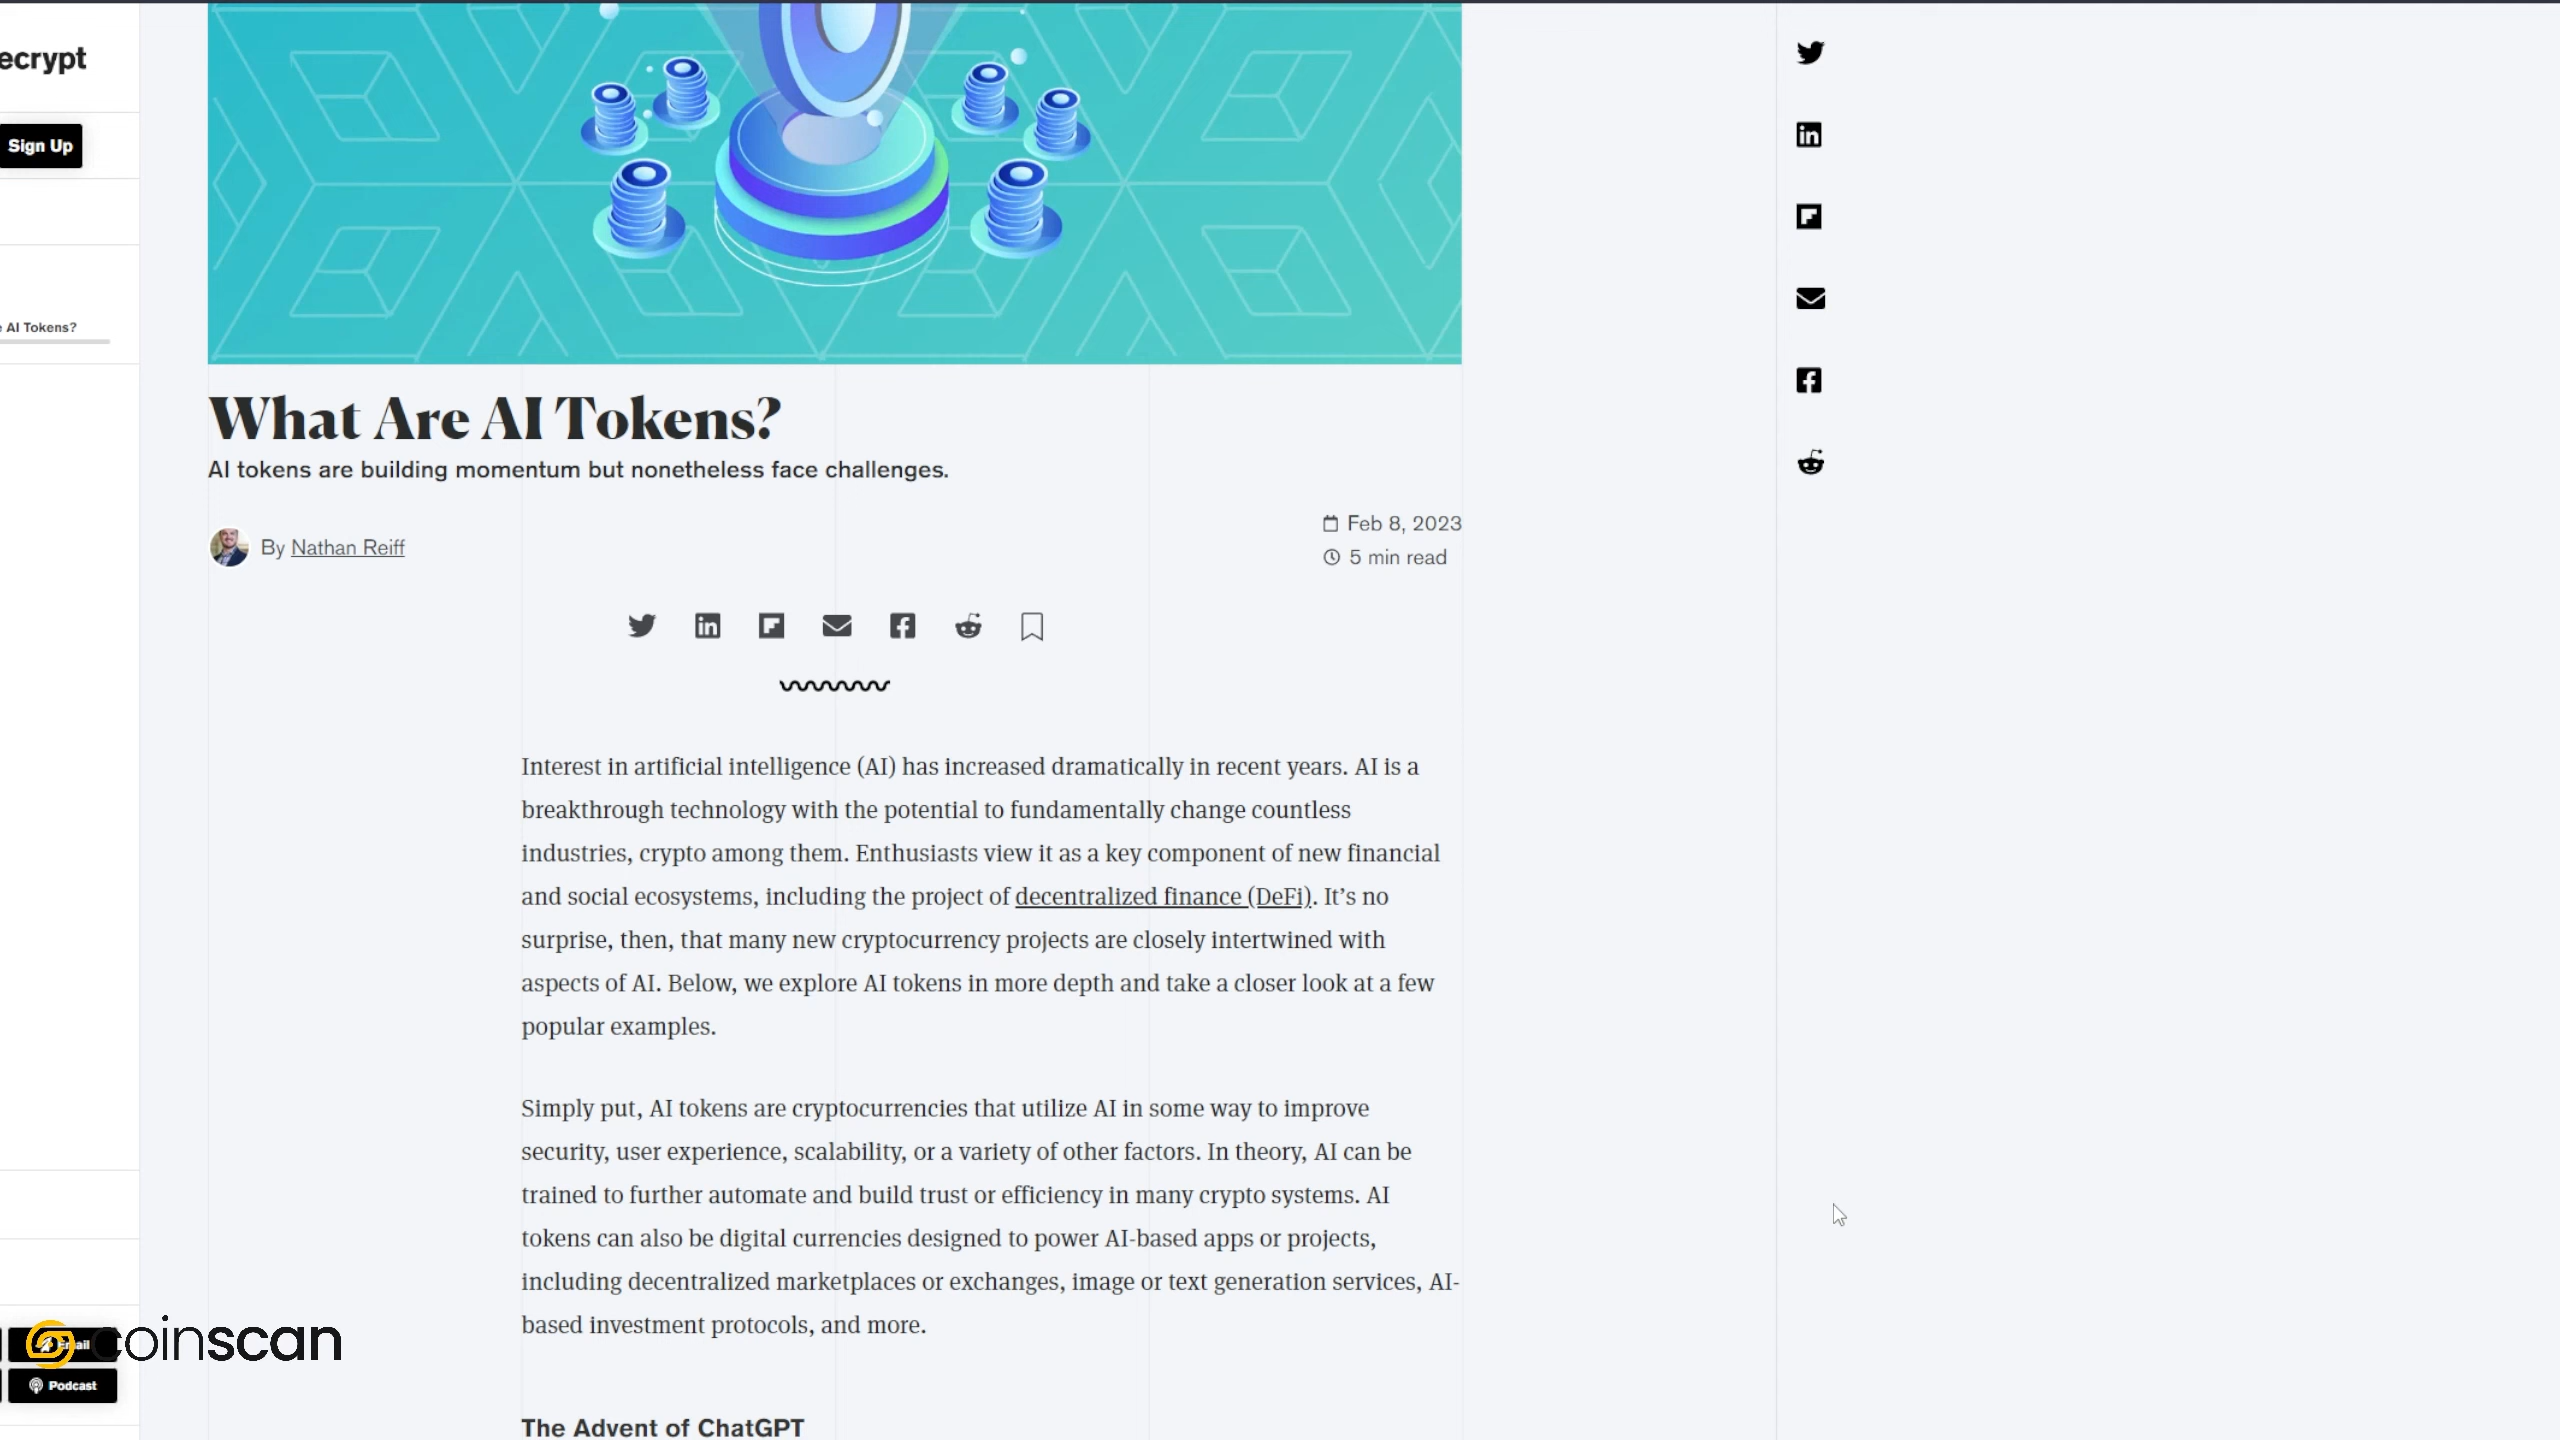 ecrypt
Sign Up
AI Tokens?
What Are AI Tokens?
AI tokens are building momentum but nonetheless face challenges.
By Nathan Reiff
Feb 8, 2023
5 min read
Interest in artificial intelligence (AI) has increased dramatically in recent years. AI is a
breakthrough technology with the potential to fundamentally change countless
industries, crypto among them. Enthusiasts view it as a key component of new financial
and social ecosystems, including the project of decentralized finance (DeFi). It’s no
surprise, then, that many new cryptocurrency projects are closely intertwined with
aspects of AI. Below, we explore AI tokens in more depth and take a closer look at a few
popular examples.
Simply put, AI tokens are cryptocurrencies that utilize AI in some way to improve
security, user experience, scalability, or a variety of other factors. In theory, AI can be
trained to further automate and build trust or efficiency in many crypto systems. AI
tokens can also be digital currencies designed to power AI-based apps or projects,
including decentralized marketplaces or exchanges, image or text generation services, AI-
based investment protocols, and more.
coinscan
Podcast
The Advent of ChatGPT